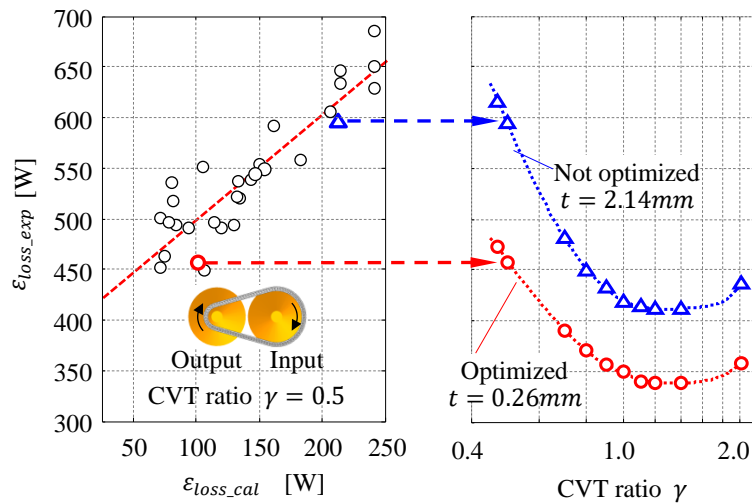 700
650
600
550
500
450
400
350
300
ε_loss_exp [W]
50
100
150
200
250
ε_loss_cal [W]
Output
Input
CVT ratio γ = 0.5
Not optimized
t = 2.14mm
Optimized
t = 0.26mm
0.4
1.0
2.0
CVT ratio γ